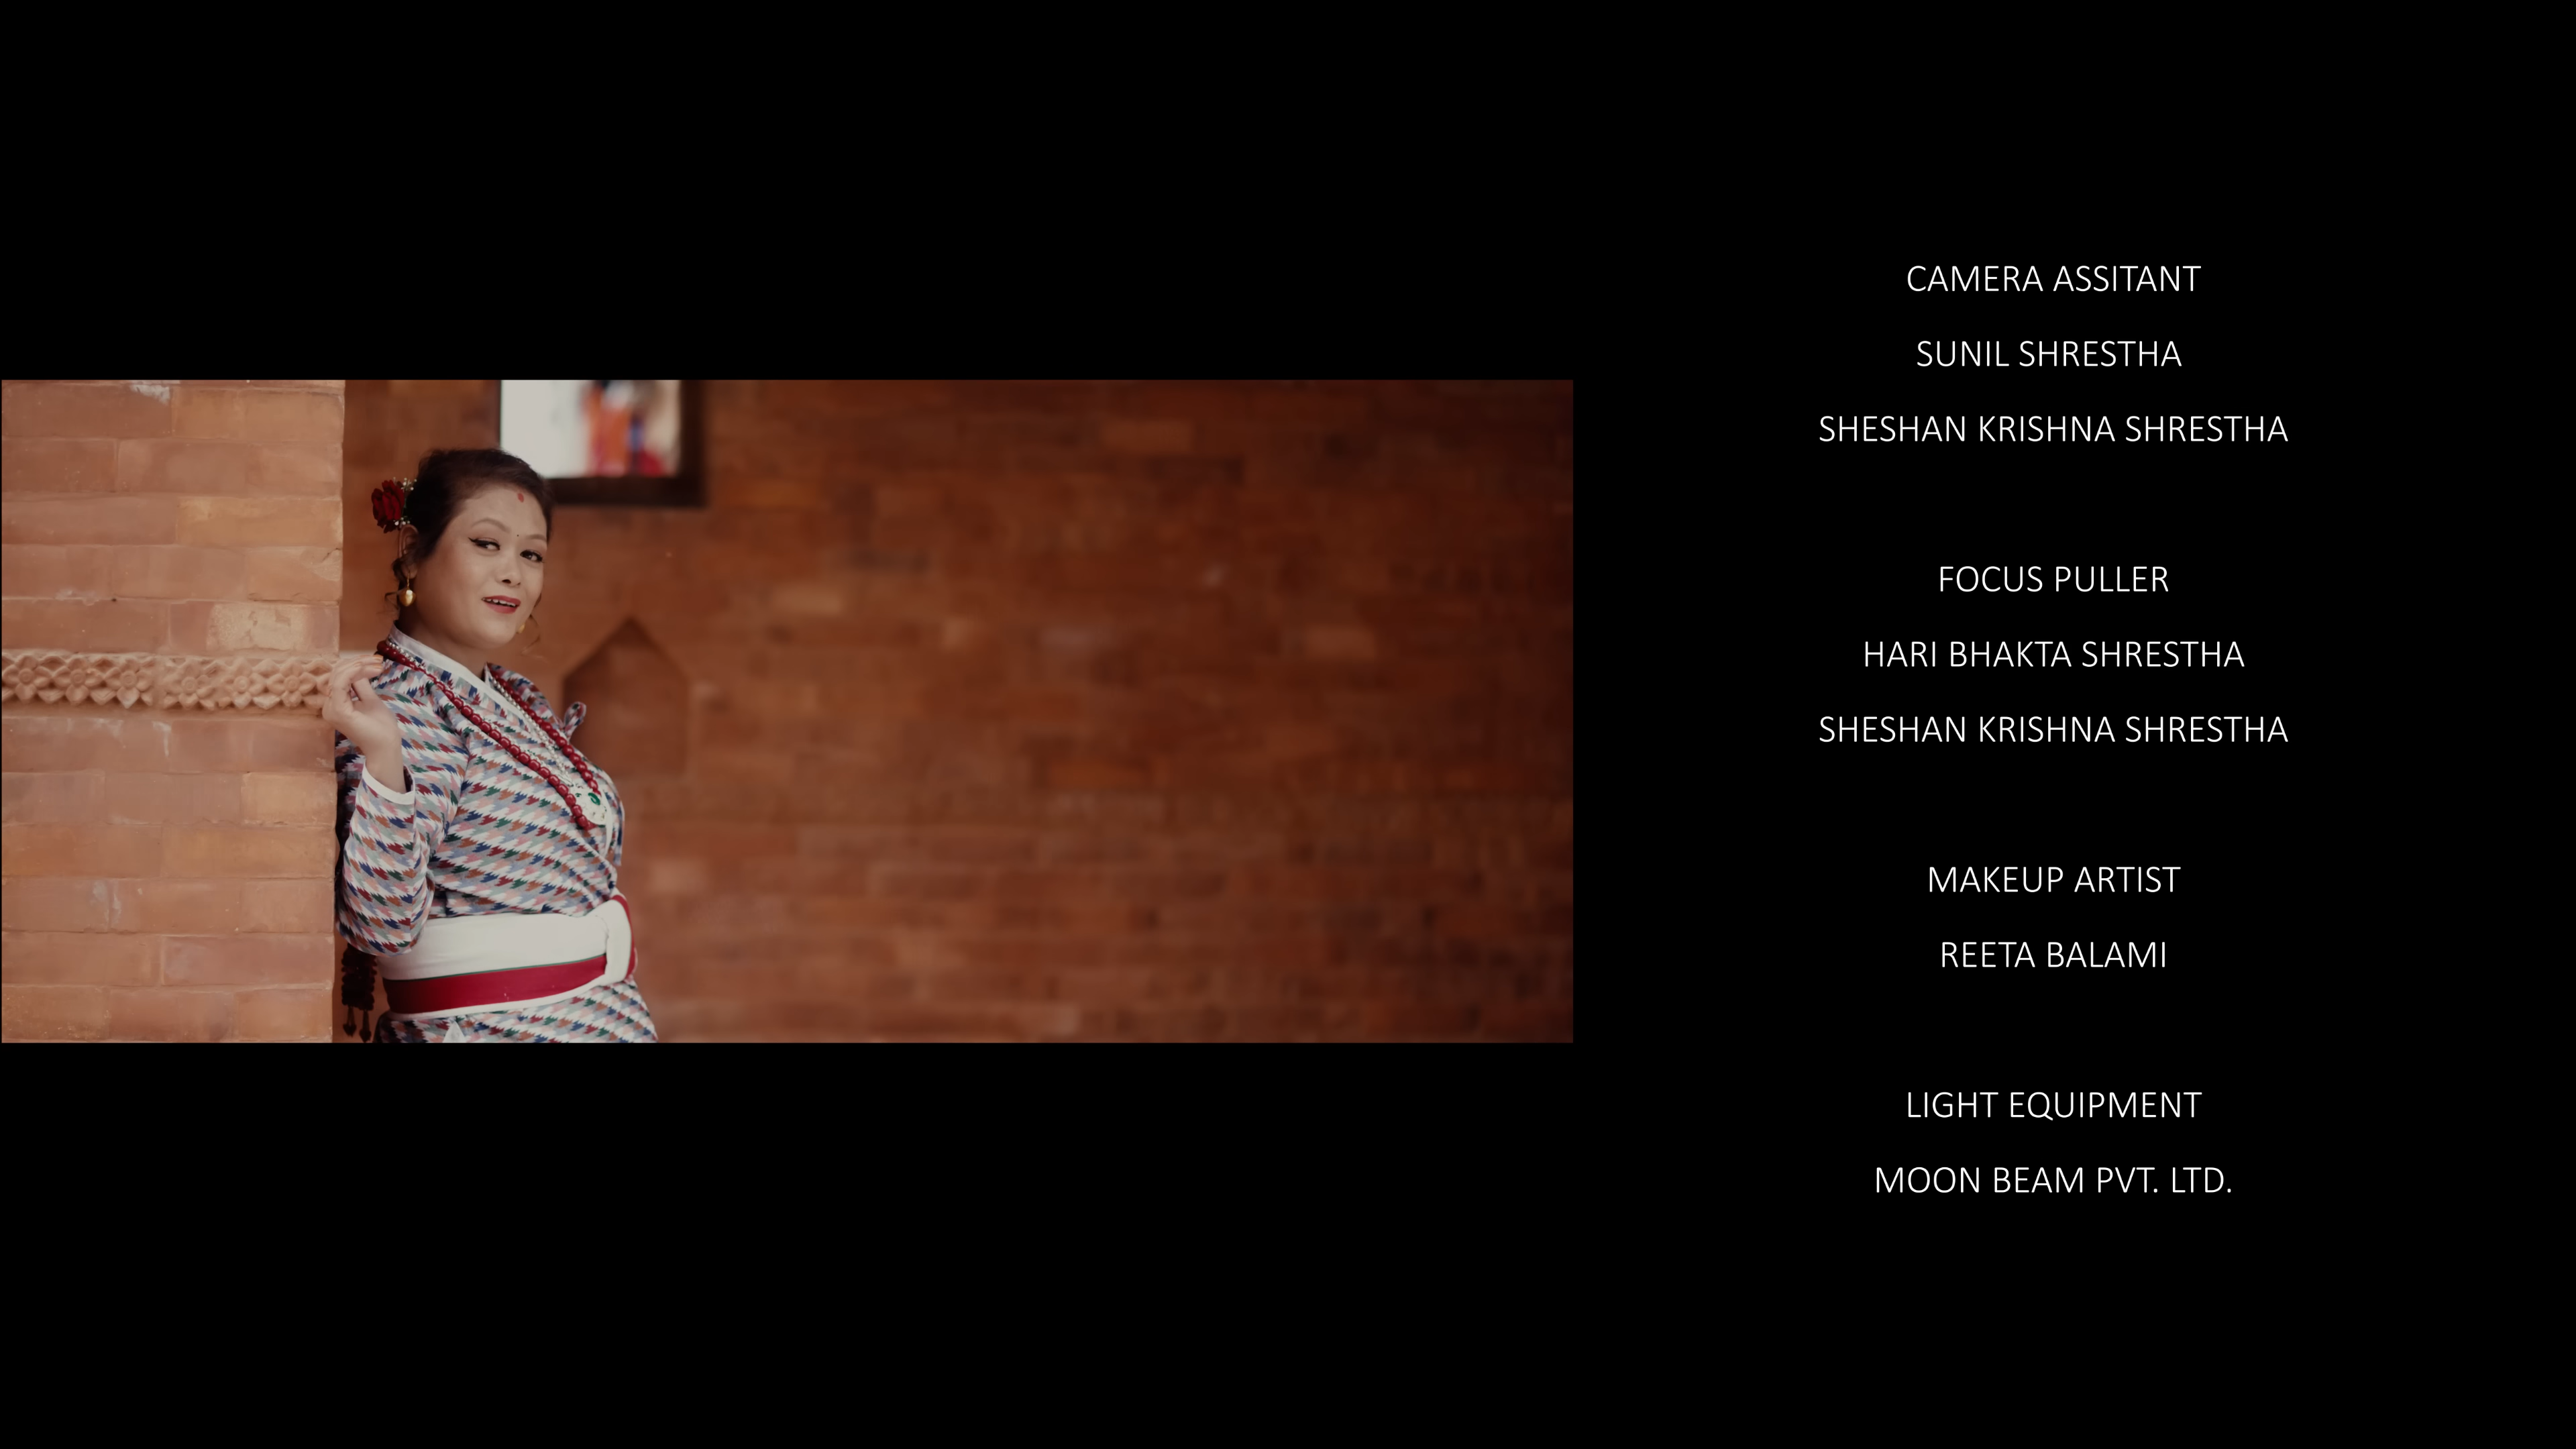 CAMERA ASSITANT
SUNIL SHRESTHA
SHESHAN KRISHNA SHRESTHA
FOCUS PULLER
HARI BHAKTA SHRESTHA
SHESHAN KRISHNA SHRESTHA
MAKEUP ARTIST
REETA BALAMI
LIGHT EQUIPMENT
MOON BEAM PVT. LTD.